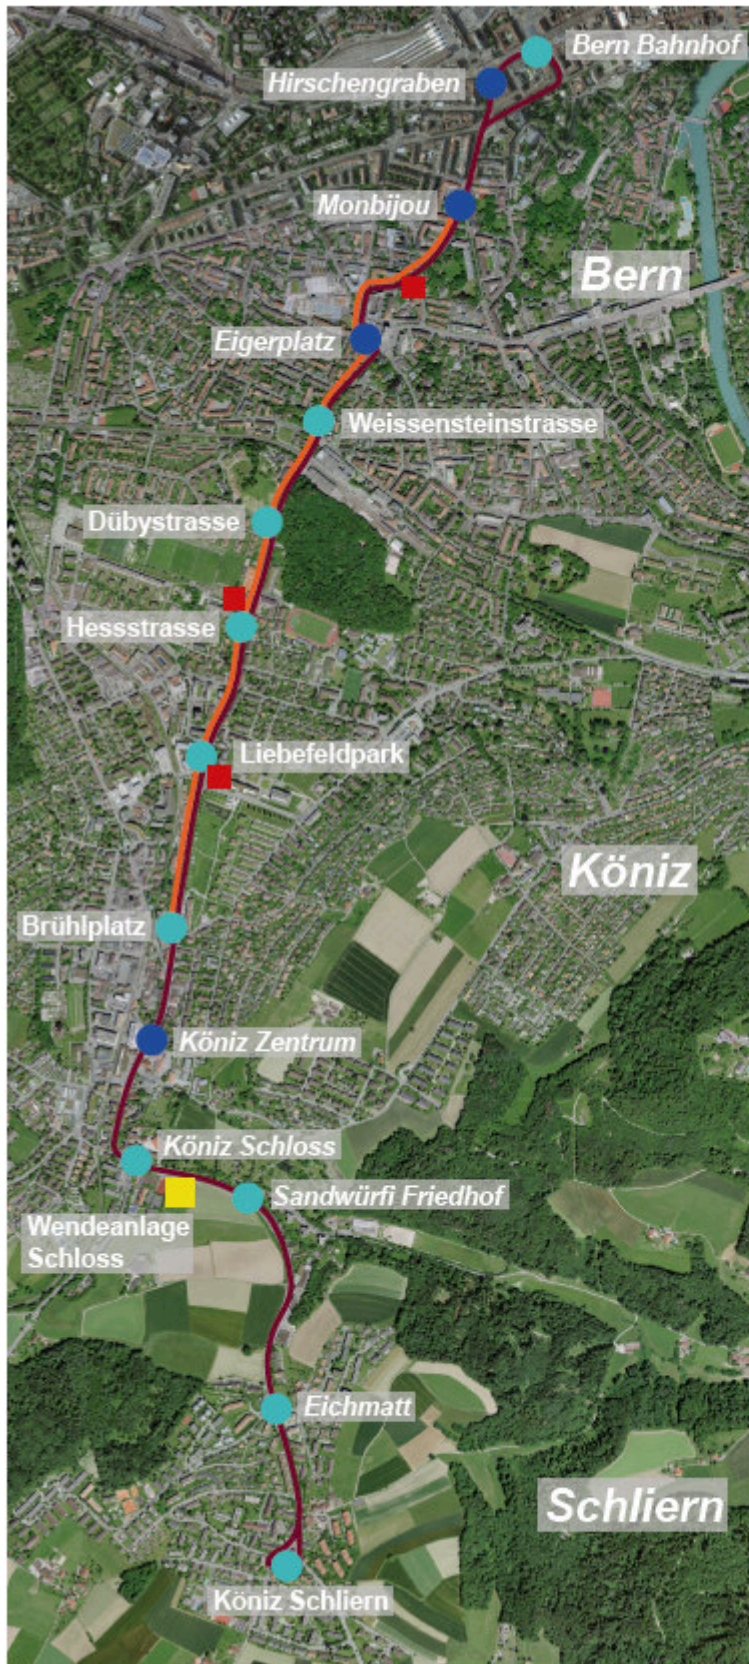 Bern Bahnhof
Hirschengraben
Monbijou
Bern
Eigerplatz
Weissensteinstrasse
Dübystrasse
Hessstrasse
Liebefeldpark
Köniz
Brühlplatz
Köniz Zentrum
Köniz Schloss
Sandwürfi Friedhof
Wendeanlage
Schloss
Eichmatt
Schliern
Köniz Schliern